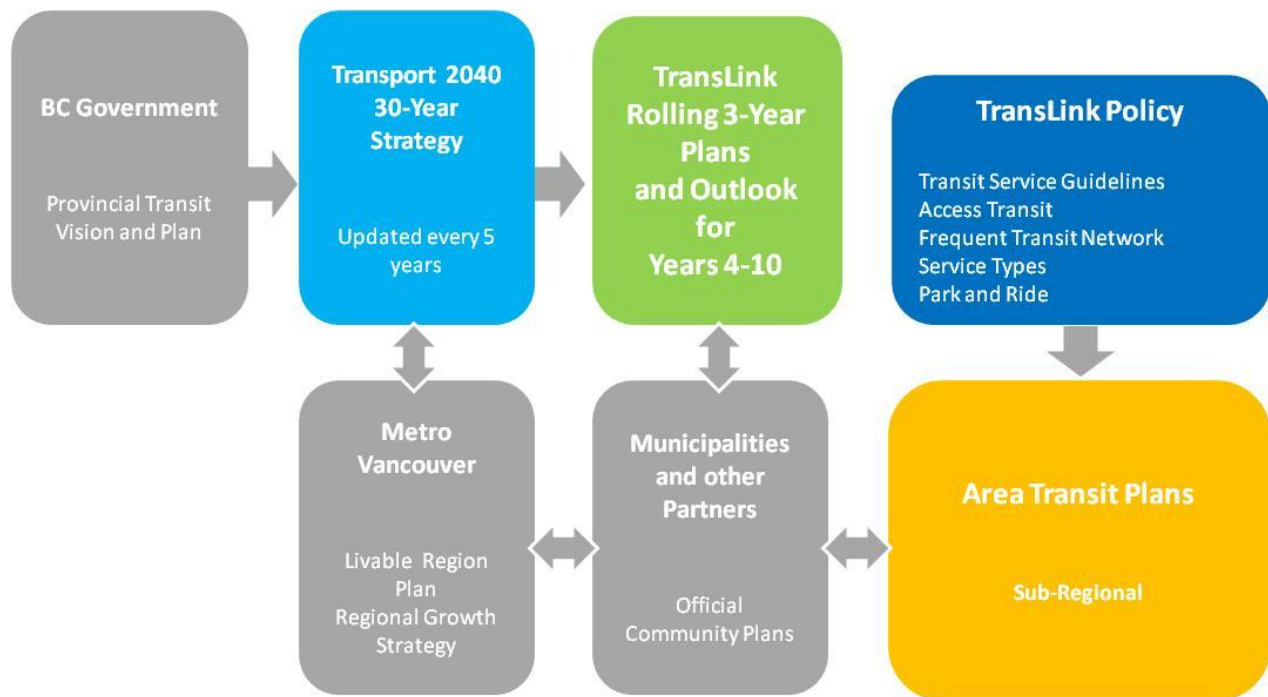 BC Government
Provincial Transit
Vision and Plan
Transport 2040
30-Year
Strategy
Updated every 5
years
TransLink
Rolling 3-Year
Plans
and Outlook
for
Years 4-10
TransLink Policy
Transit Service Guidelines
Access Transit
Frequent Transit Network
Service Types
Park and Ride
Metro
Vancouver
Livable Region
Plan
Regional Growth
Strategy
Municipalities
and other
Partners
Official
Community Plans
Area Transit Plans
Sub-Regional